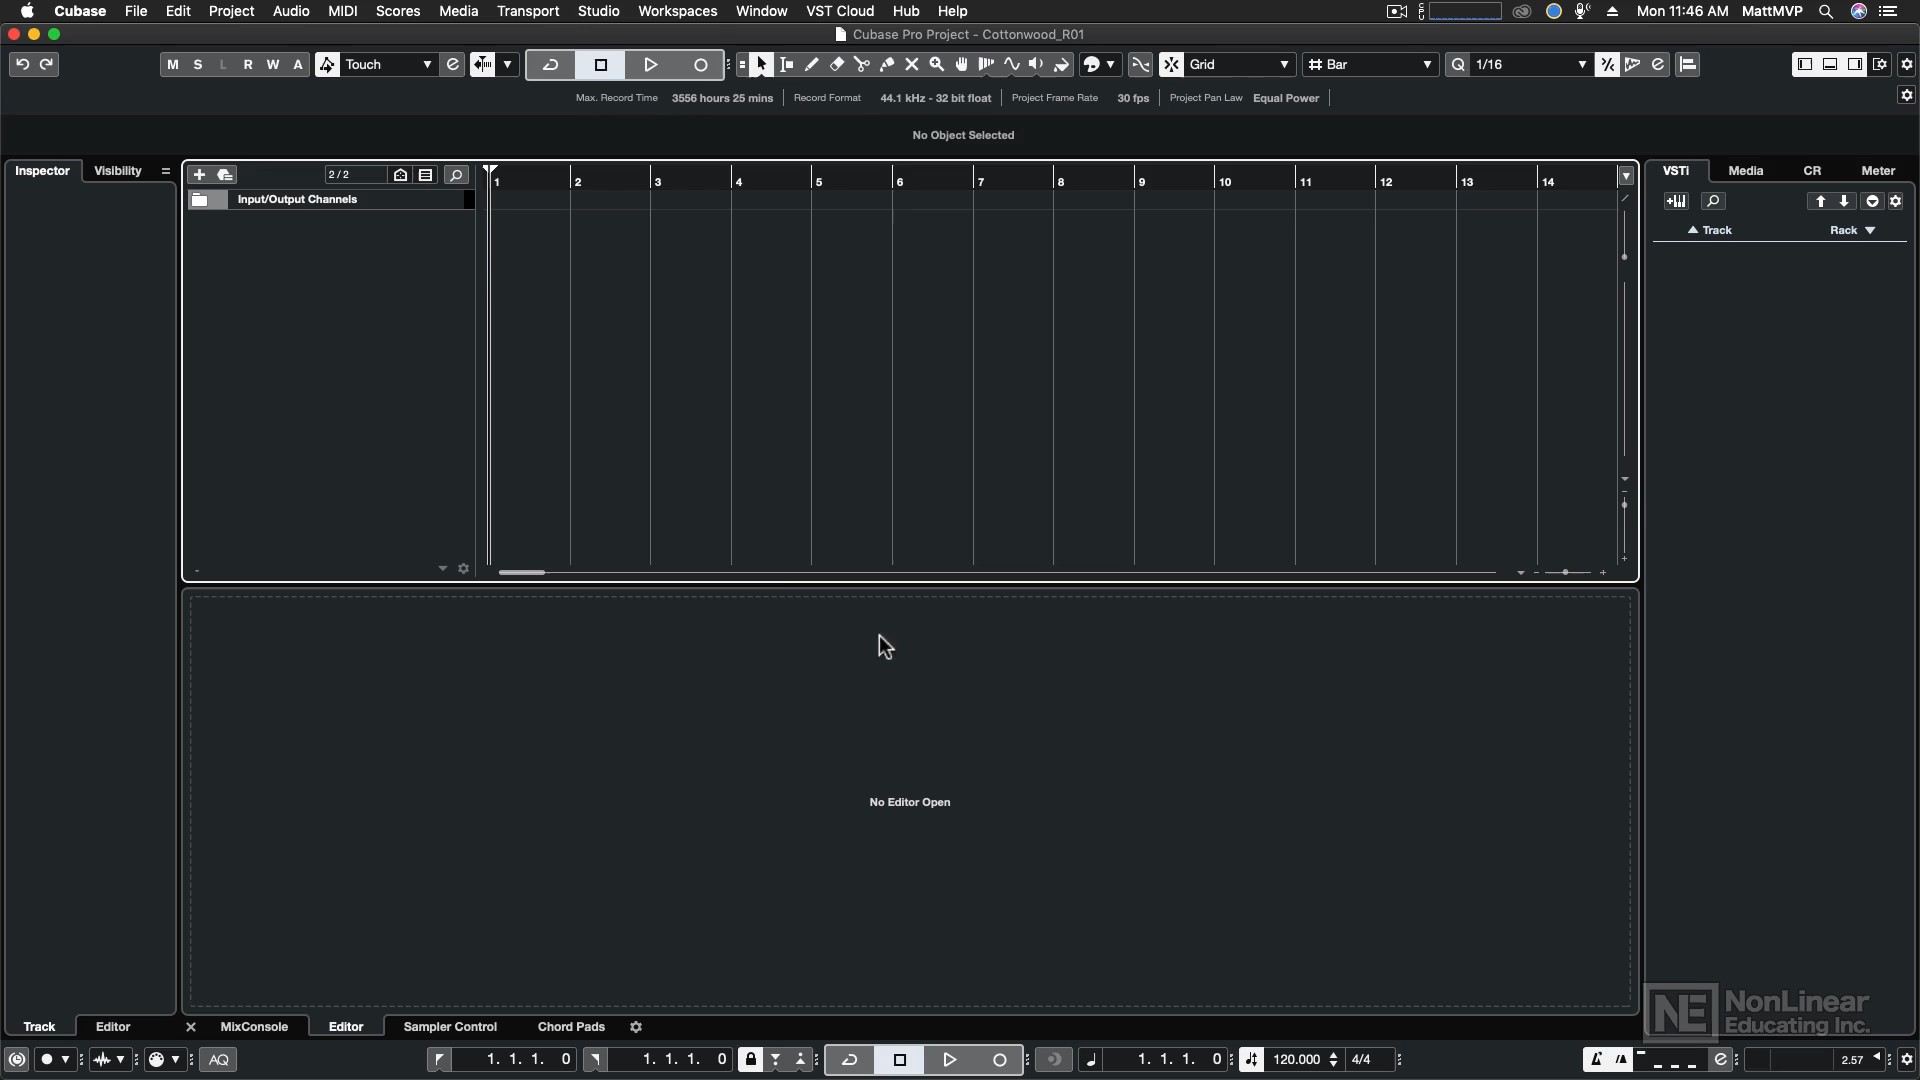 Cubase File Edit Project Audio MIDI Scores Media Transport Studio Workspaces Window VST Cloud Hub Help Mon 11:46 AM MattMVP
Cubase Pro Project - Cottonwood_R01
M S L R W A Touch Grid Bar Q 1/16
Max. Record Time 3556 hours 25 mins Record Format 44.1 kHz - 32 bit float Project Frame Rate 30 fps Project Pan Law Equal Power
No Object Selected
Inspector Visibility 2/2 1 2 3 4 5 6 7 8 9 10 11 12 13 14 VSTi Media CR Meter
Input/Output Channels
Track Rack
No Editor Open
NE NonLinear
Educating Inc.
Track Editor MixConsole Editor Sampler Control Chord Pads
AQ 1. 1. 1. 0 1. 1. 1. 0 1. 1. 1. 0 120.000 4/4 2.57